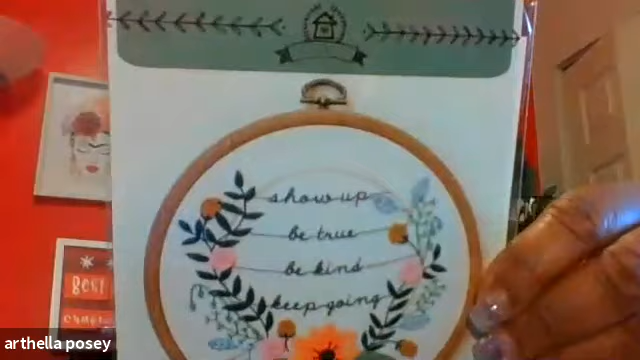 show up
be true
be kind
keep going
BEST
arthella posey